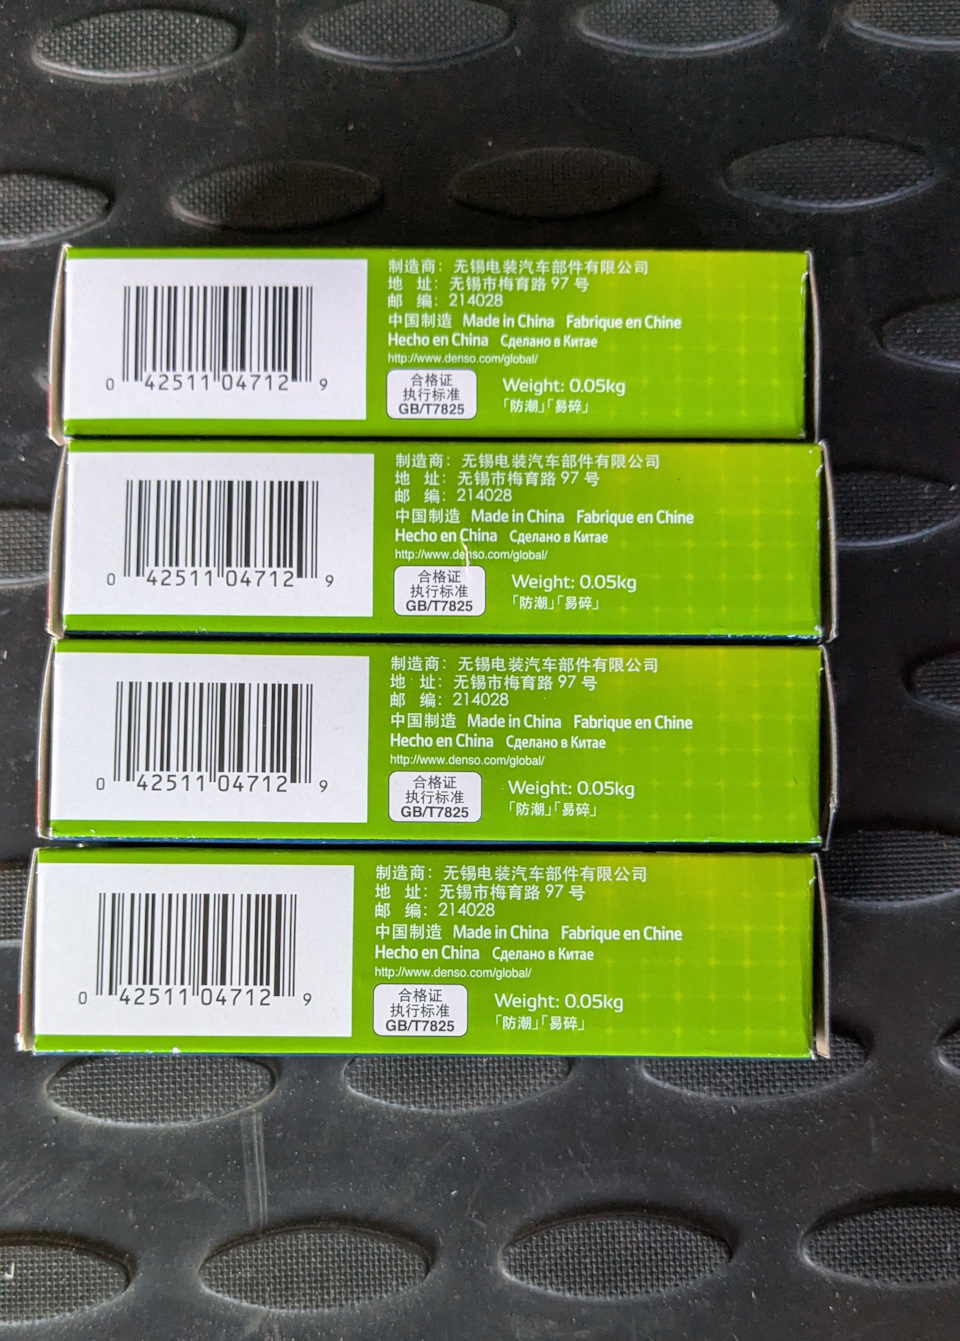 0 42511 04712 9
制造商：无锡电装汽车部件有限公司
地 址：无锡市梅育路 97 号
邮 编：214028
中国制造 Made in China Fabrique en Chine
Hecho en China Сделано в Китае
http://www.denso.com/global/
合格证
执行标准
GB/T7825
Weight: 0.05kg
「防潮」「易碎」
0 42511 04712 9
制造商：无锡电装汽车部件有限公司
地 址：无锡市梅育路 97 号
邮 编：214028
中国制造 Made in China Fabrique en Chine
Hecho en China Сделано в Китае
http://www.denso.com/global/
合格证
执行标准
GB/T7825
Weight: 0.05kg
「防潮」「易碎」
0 42511 04712 9
制造商：无锡电装汽车部件有限公司
地 址：无锡市梅育路 97 号
邮 编：214028
中国制造 Made in China Fabrique en Chine
Hecho en China Сделано в Китае
http://www.denso.com/global/
合格证
执行标准
GB/T7825
Weight: 0.05kg
「防潮」「易碎」
0 42511 04712 9
制造商：无锡电装汽车部件有限公司
地 址：无锡市梅育路 97 号
邮 编：214028
中国制造 Made in China Fabrique en Chine
Hecho en China Сделано в Китае
http://www.denso.com/global/
合格证
执行标准
GB/T7825
Weight: 0.05kg
「防潮」「易碎」